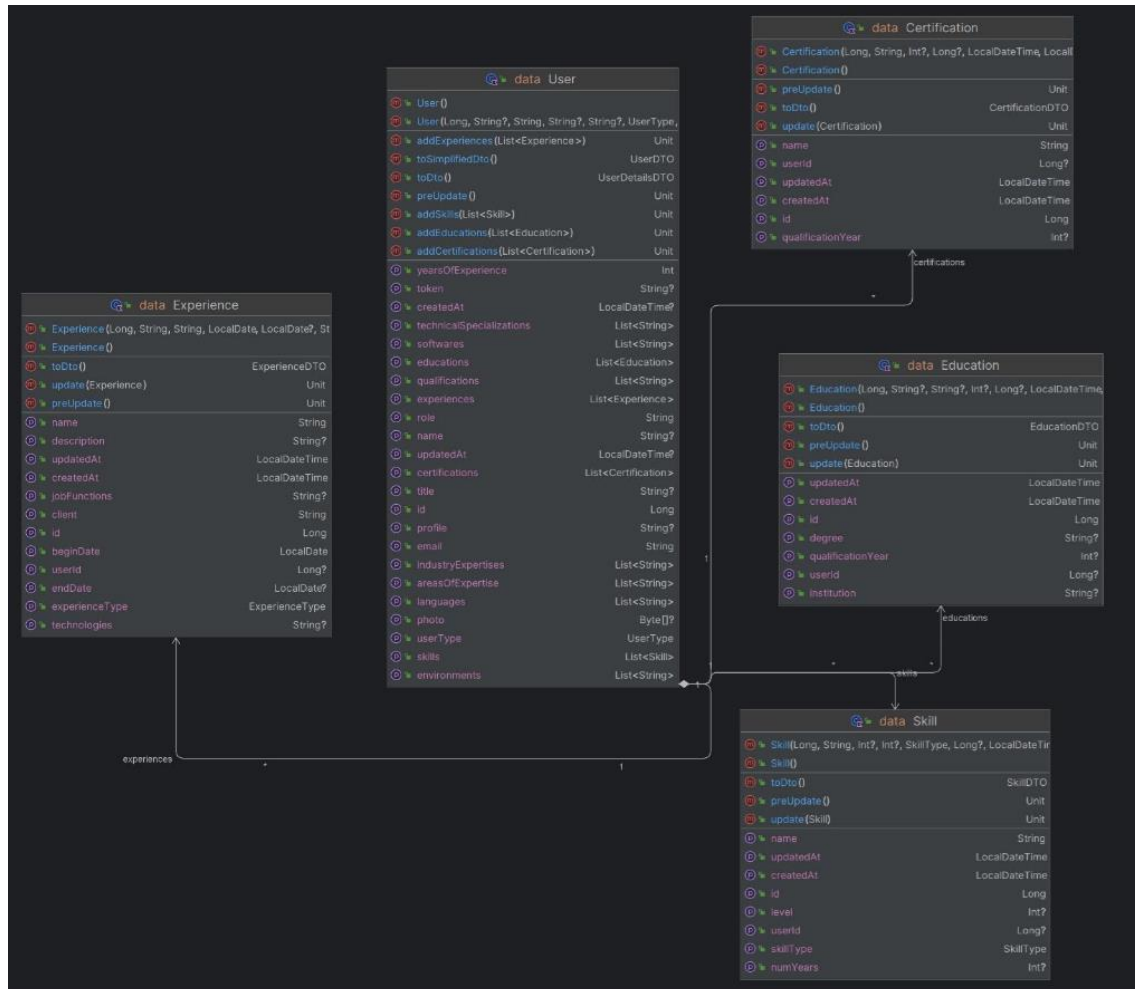 data Certification
Certification(Long, String, Int?, Long?, LocalDateTime, LocalD
Certification()
preUpdate() Unit
toDto() CertificationDTO
update(Certification) Unit
name String
userId Long?
updatedAt LocalDateTime
createdAt LocalDateTime
id Long
qualificationYear Int?
certifications
*
data User
User()
User(Long, String?, String, String?, String?, UserType,
addExperiences(List<Experience>) Unit
toSimplifiedDto() UserDTO
toDto() UserDetailsDTO
preUpdate() Unit
addSkills(List<Skill>) Unit
addEducations(List<Education>) Unit
addCertifications(List<Certification>) Unit
yearsOfExperience Int
token String?
createdAt LocalDateTime?
technicalSpecializations List<String>
softwares List<String>
educations List<Education>
qualifications List<String>
experiences List<Experience>
role String
name String?
updatedAt LocalDateTime?
certifications List<Certification>
title String?
id Long
profile String?
email String
industryExpertises List<String>
areasOfExpertise List<String>
languages List<String>
photo Byte[]?
userType UserType
skills List<Skill>
environments List<String>
data Experience
Experience(Long, String, String, LocalDate, LocalDate?, St
Experience()
toDto() ExperienceDTO
update(Experience) Unit
preUpdate() Unit
name String
description String?
updatedAt LocalDateTime
createdAt LocalDateTime
jobFunctions String?
client String
id Long
beginDate LocalDate
userId Long?
endDate LocalDate?
experienceType ExperienceType
technologies String?
data Education
Education(Long, String?, String?, Int?, Long?, LocalDateTime,
Education()
toDto() EducationDTO
preUpdate() Unit
update(Education) Unit
updatedAt LocalDateTime
createdAt LocalDateTime
id Long
degree String?
qualificationYear Int?
userId Long?
institution String?
1
educations
1
*
*
skills
1
data Skill
Skill(Long, String, Int?, Int?, SkillType, Long?, LocalDateTim
Skill()
toDto() SkillDTO
preUpdate() Unit
update(Skill) Unit
name String
updatedAt LocalDateTime
createdAt LocalDateTime
id Long
level Int?
userId Long?
skillType SkillType
numYears Int?
experiences
*
1